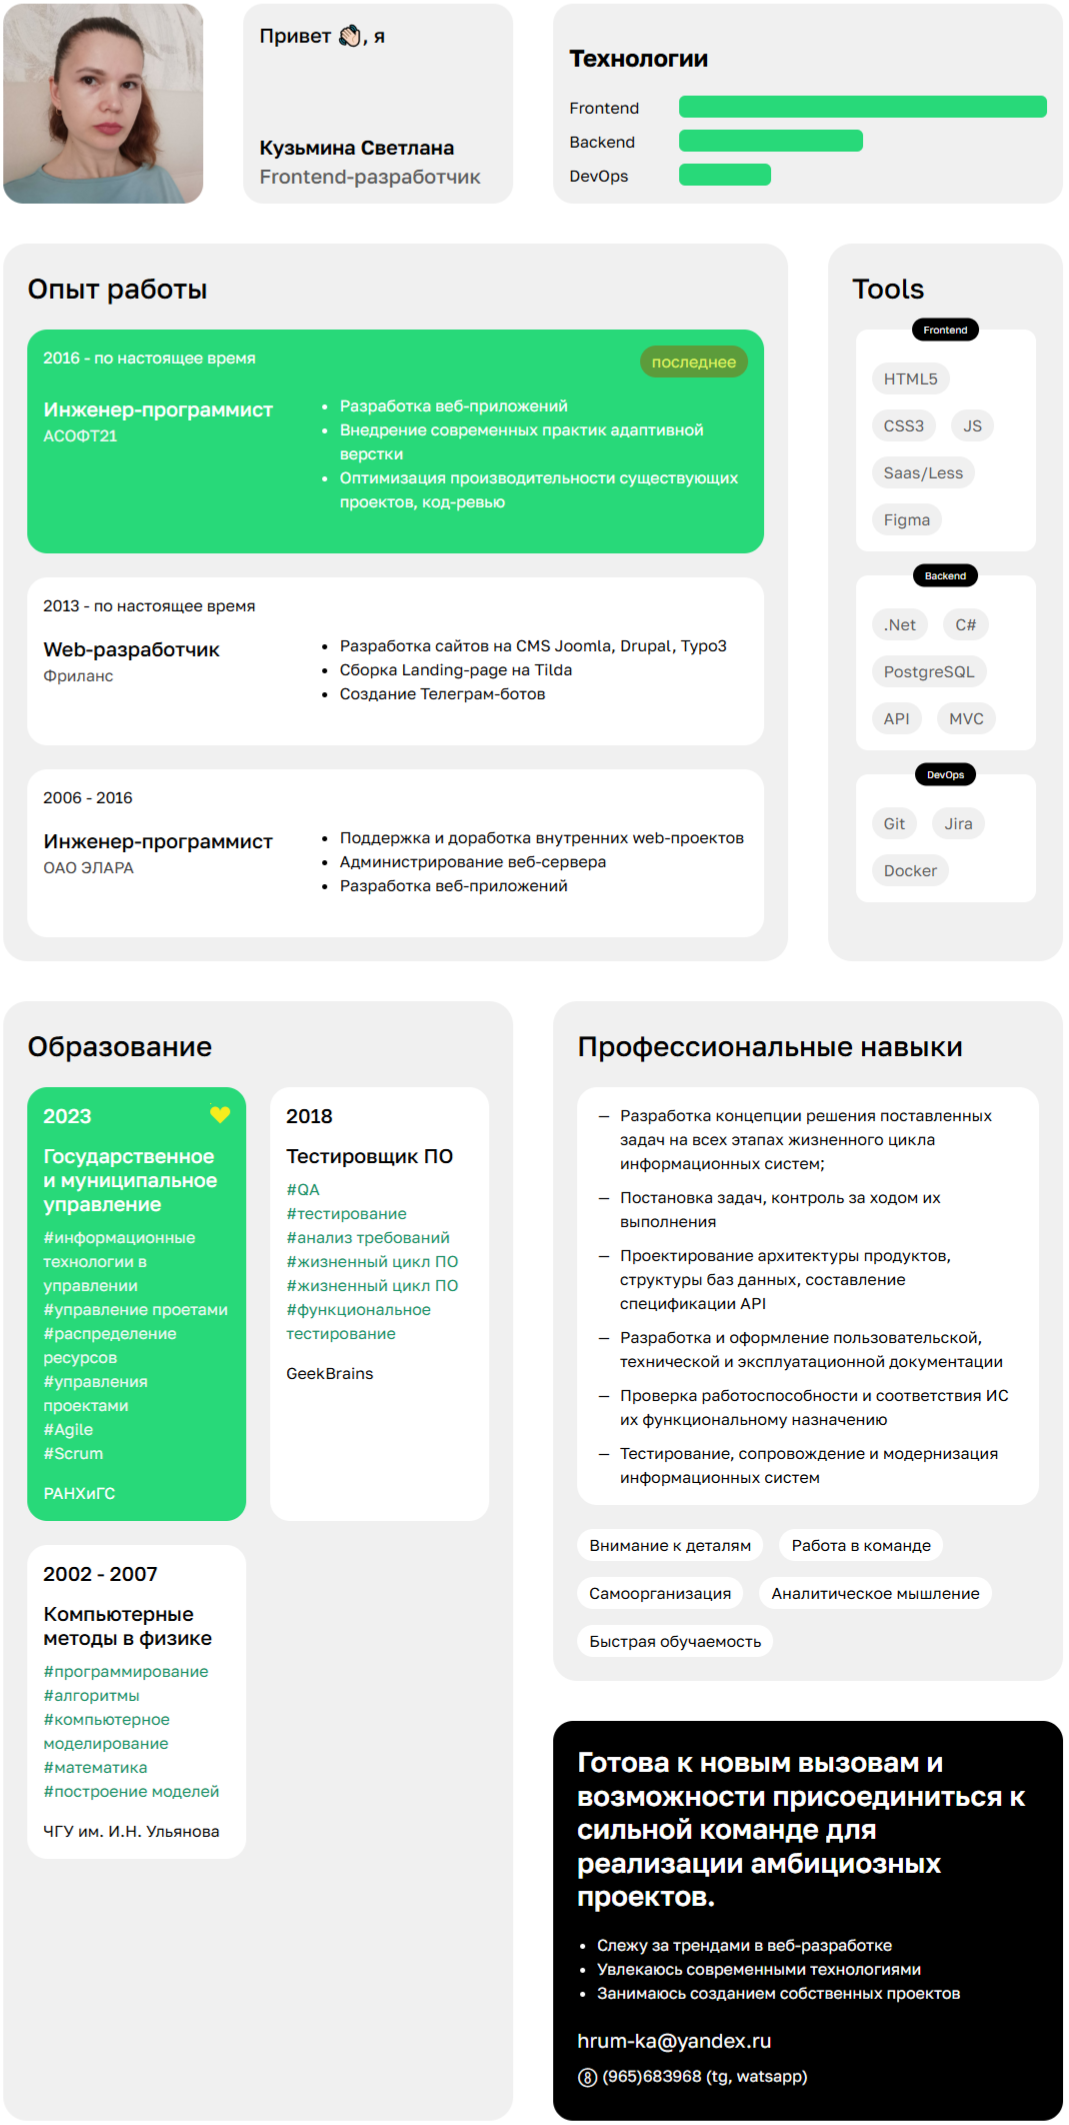 Привет 👋🏻, я
Кузьмина Светлана
Frontend-разработчик
Технологии
Frontend
Backend
DevOps
Опыт работы
2016 - по настоящее время
последнее
Инженер-программист
АСОФТ21
• Разработка веб-приложений
• Внедрение современных практик адаптивной
верстки
• Оптимизация производительности существующих
проектов, код-ревью
2013 - по настоящее время
Web-разработчик
Фриланс
• Разработка сайтов на CMS Joomla, Drupal, Typo3
• Сборка Landing-page на Tilda
• Создание Телеграм-ботов
2006 - 2016
Инженер-программист
ОАО ЭЛАРА
• Поддержка и доработка внутренних web-проектов
• Администрирование веб-сервера
• Разработка веб-приложений
Tools
Frontend
HTML5
CSS3 JS
Saas/Less
Figma
Backend
.Net C#
PostgreSQL
API MVC
DevOps
Git Jira
Docker
Образование
2023
Государственное
и муниципальное
управление
#информационные
технологии в
управлении
#управление проетами
#распределение
ресурсов
#управления
проектами
#Agile
#Scrum
РАНХиГС
2018
Тестировщик ПО
#QA
#тестирование
#анализ требований
#жизненный цикл ПО
#жизненный цикл ПО
#функциональное
тестирование
GeekBrains
2002 - 2007
Компьютерные
методы в физике
#программирование
#алгоритмы
#компьютерное
моделирование
#математика
#построение моделей
ЧГУ им. И.Н. Ульянова
Профессиональные навыки
— Разработка концепции решения поставленных
задач на всех этапах жизненного цикла
информационных систем;
— Постановка задач, контроль за ходом их
выполнения
— Проектирование архитектуры продуктов,
структуры баз данных, составление
спецификации API
— Разработка и оформление пользовательской,
технической и эксплуатационной документации
— Проверка работоспособности и соответствия ИС
их функциональному назначению
— Тестирование, сопровождение и модернизация
информационных систем
Внимание к деталям Работа в команде
Самоорганизация Аналитическое мышление
Быстрая обучаемость
Готова к новым вызовам и
возможности присоединиться к
сильной команде для
реализации амбициозных
проектов.
• Слежу за трендами в веб-разработке
• Увлекаюсь современными технологиями
• Занимаюсь созданием собственных проектов
hrum-ka@yandex.ru
⑧ (965)683968 (tg, watsapp)